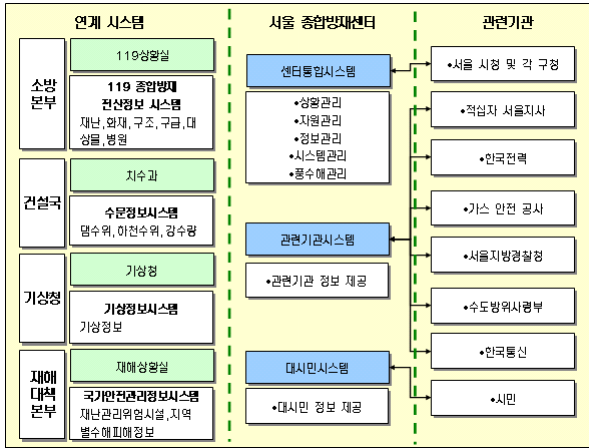 연계 시스템
소방
본부
119상황실
119 종합방재
전산정보 시스템
재난,화재,구조,구급,대
상물,병원
건설국
치수과
수문정보시스템
댐수위,하천수위,강수량
기상청
기상청
기상정보시스템
기상정보
재해
대책
본부
재해상황실
국가안전관리정보시스템
재난관리위험시설,지역
별수해피해정보
서울 종합방재센터
센터통합시스템
•상황관리
•자원관리
•정보관리
•시스템관리
•풍수해관리
관련기관시스템
•관련기관 정보 제공
대시민시스템
•대시민 정보 제공
관련기관
•서울 시청 및 각 구청
•적십자 서울지사
•한국전력
•가스 안전 공사
•서울지방경찰청
•수도방위사령부
•한국통신
•시민